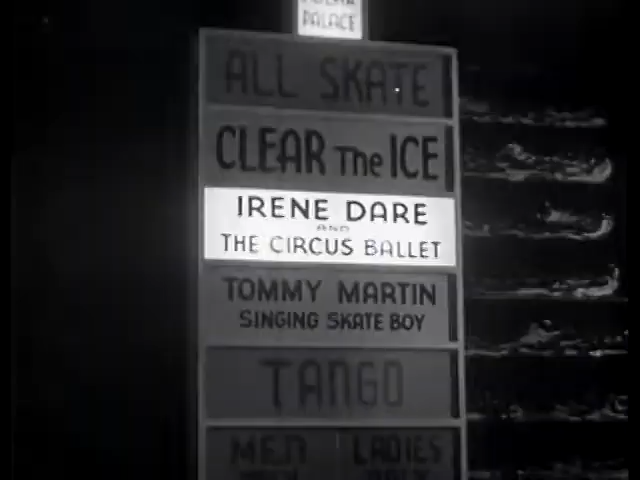 PALACE
ALL SKATE
CLEAR The ICE
IRENE DARE
AND
THE CIRCUS BALLET
TOMMY MARTIN
SINGING SKATE BOY
TANGO
MEN LADIES